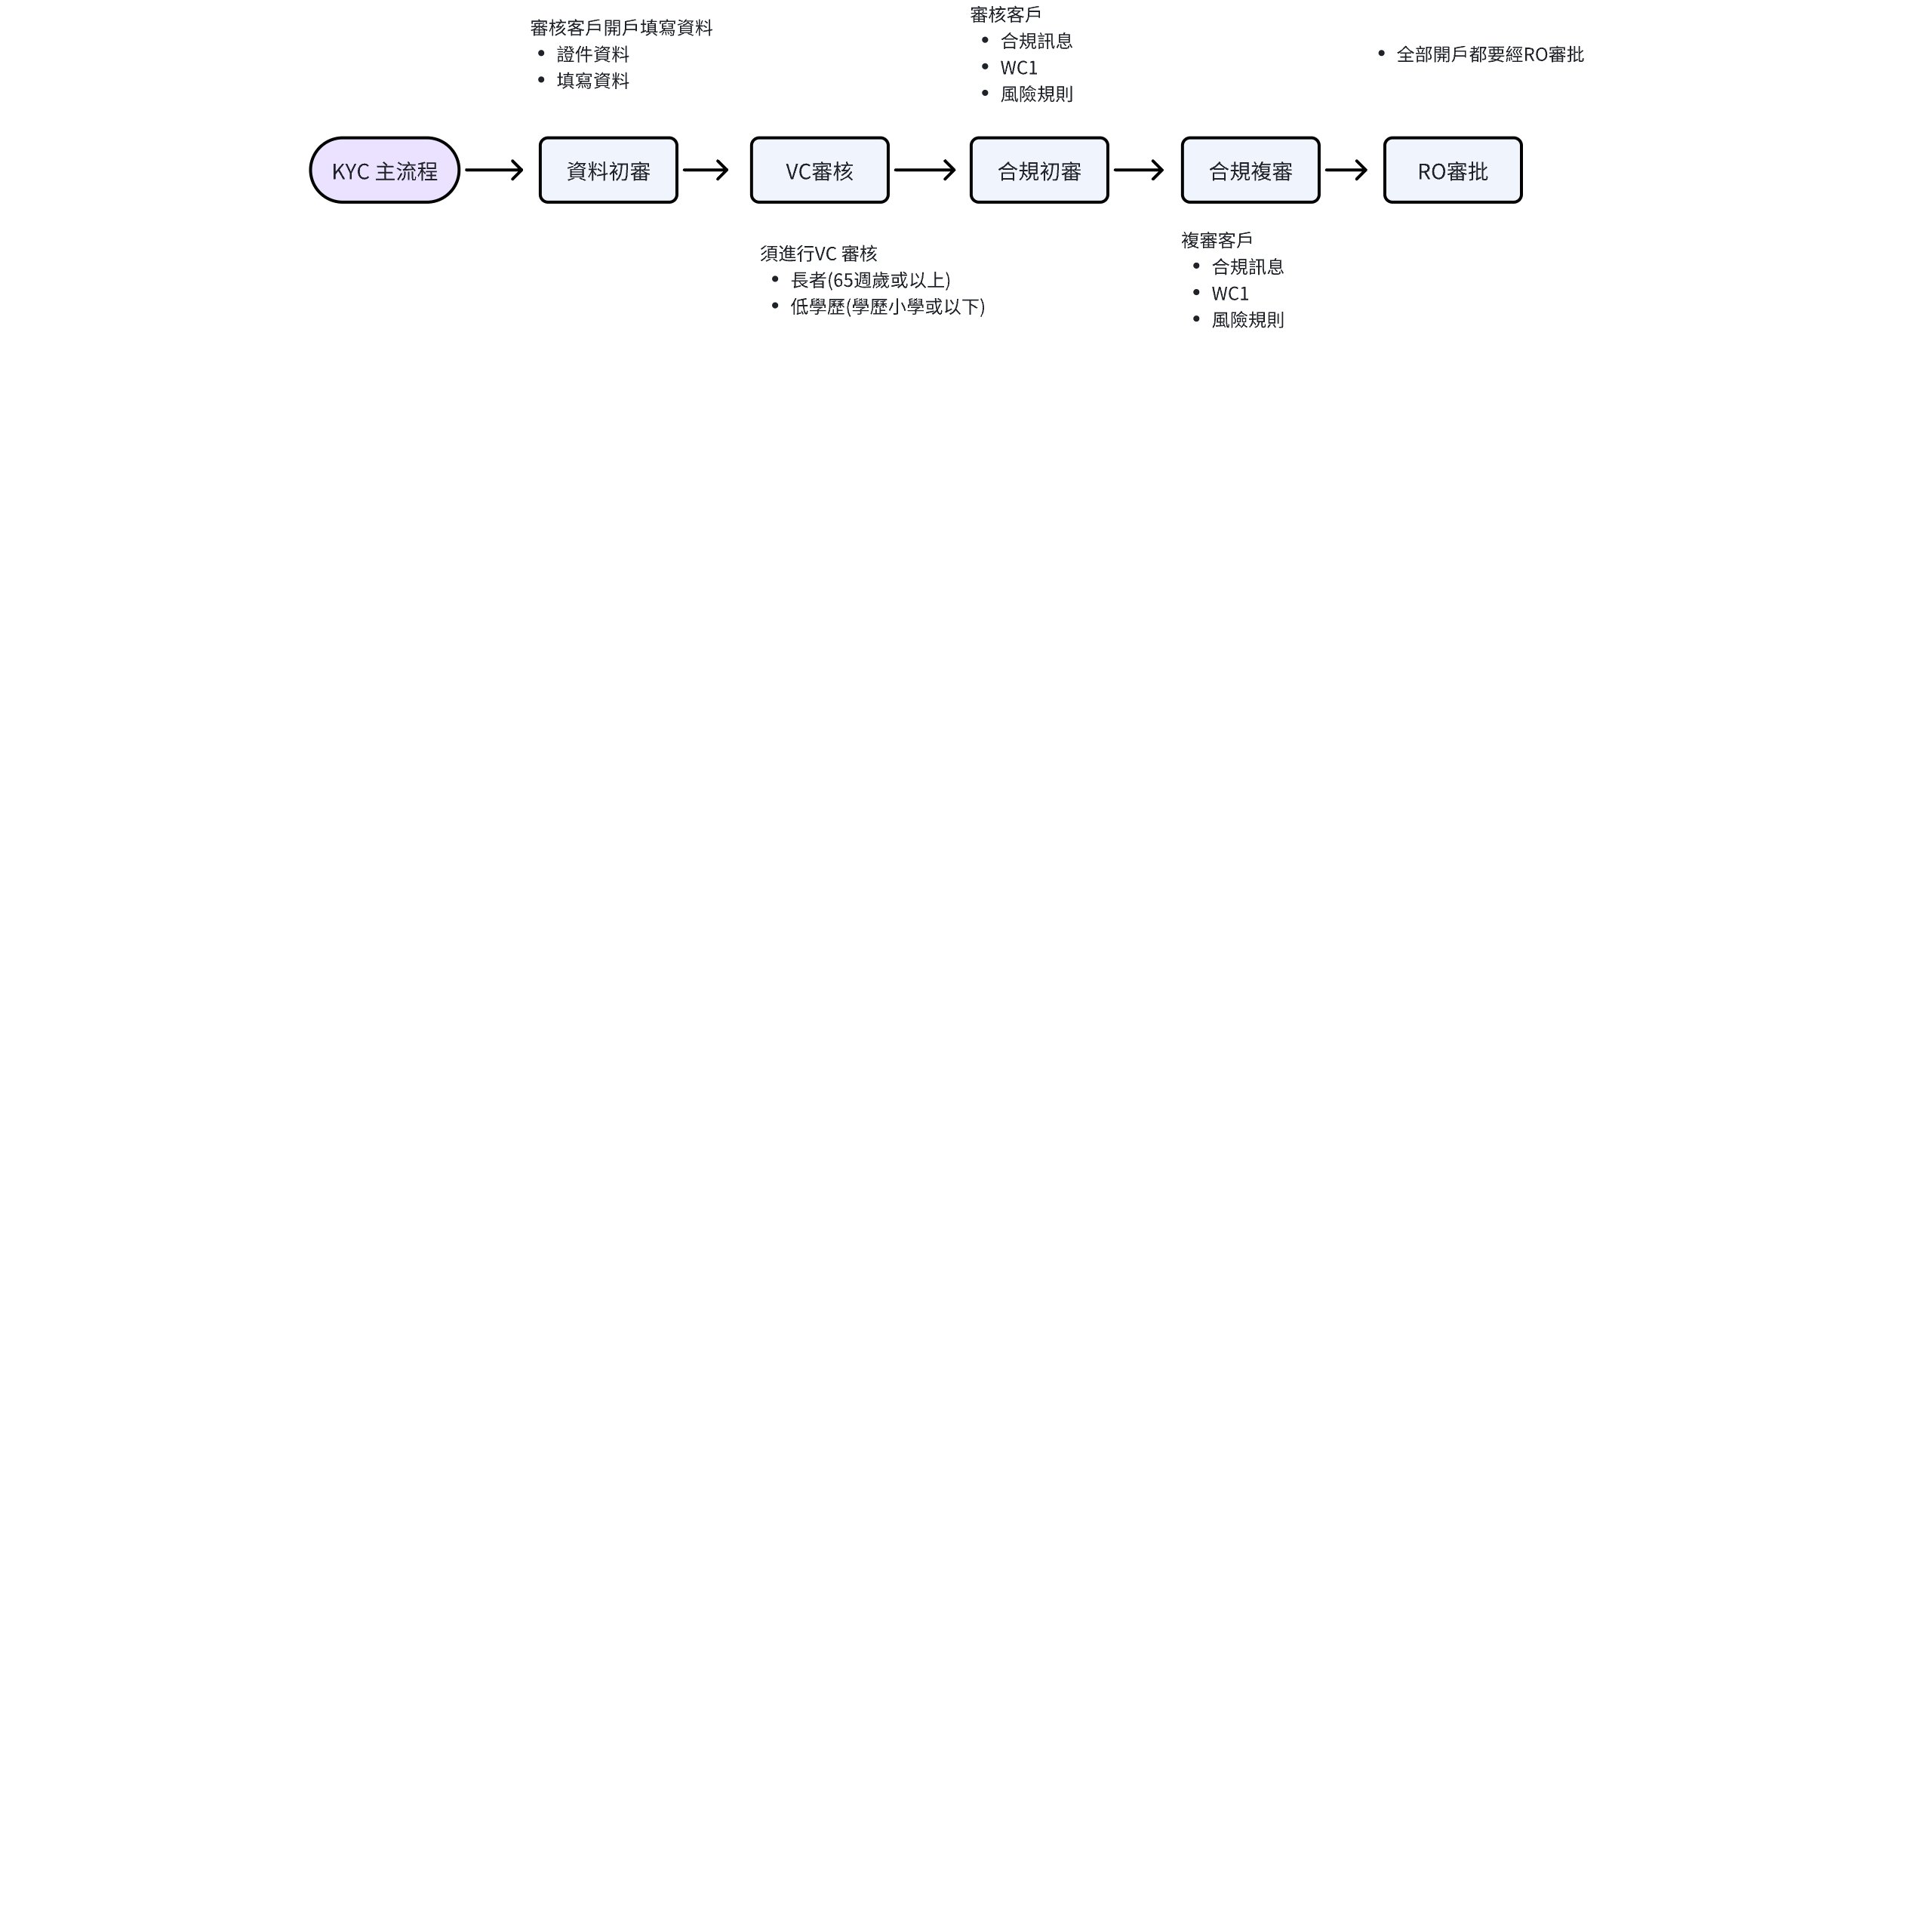 審核客戶開戶填寫資料
證件資料
填寫資料
審核客戶
合規訊息
WC1
風險規則
全部開戶都要經RO審批
KYC 主流程
資料初審
VC審核
合規初審
合規複審
RO審批
須進行VC 審核
長者(65週歲或以上)
低學歷(學歷小學或以下)
複審客戶
合規訊息
WC1
風險規則